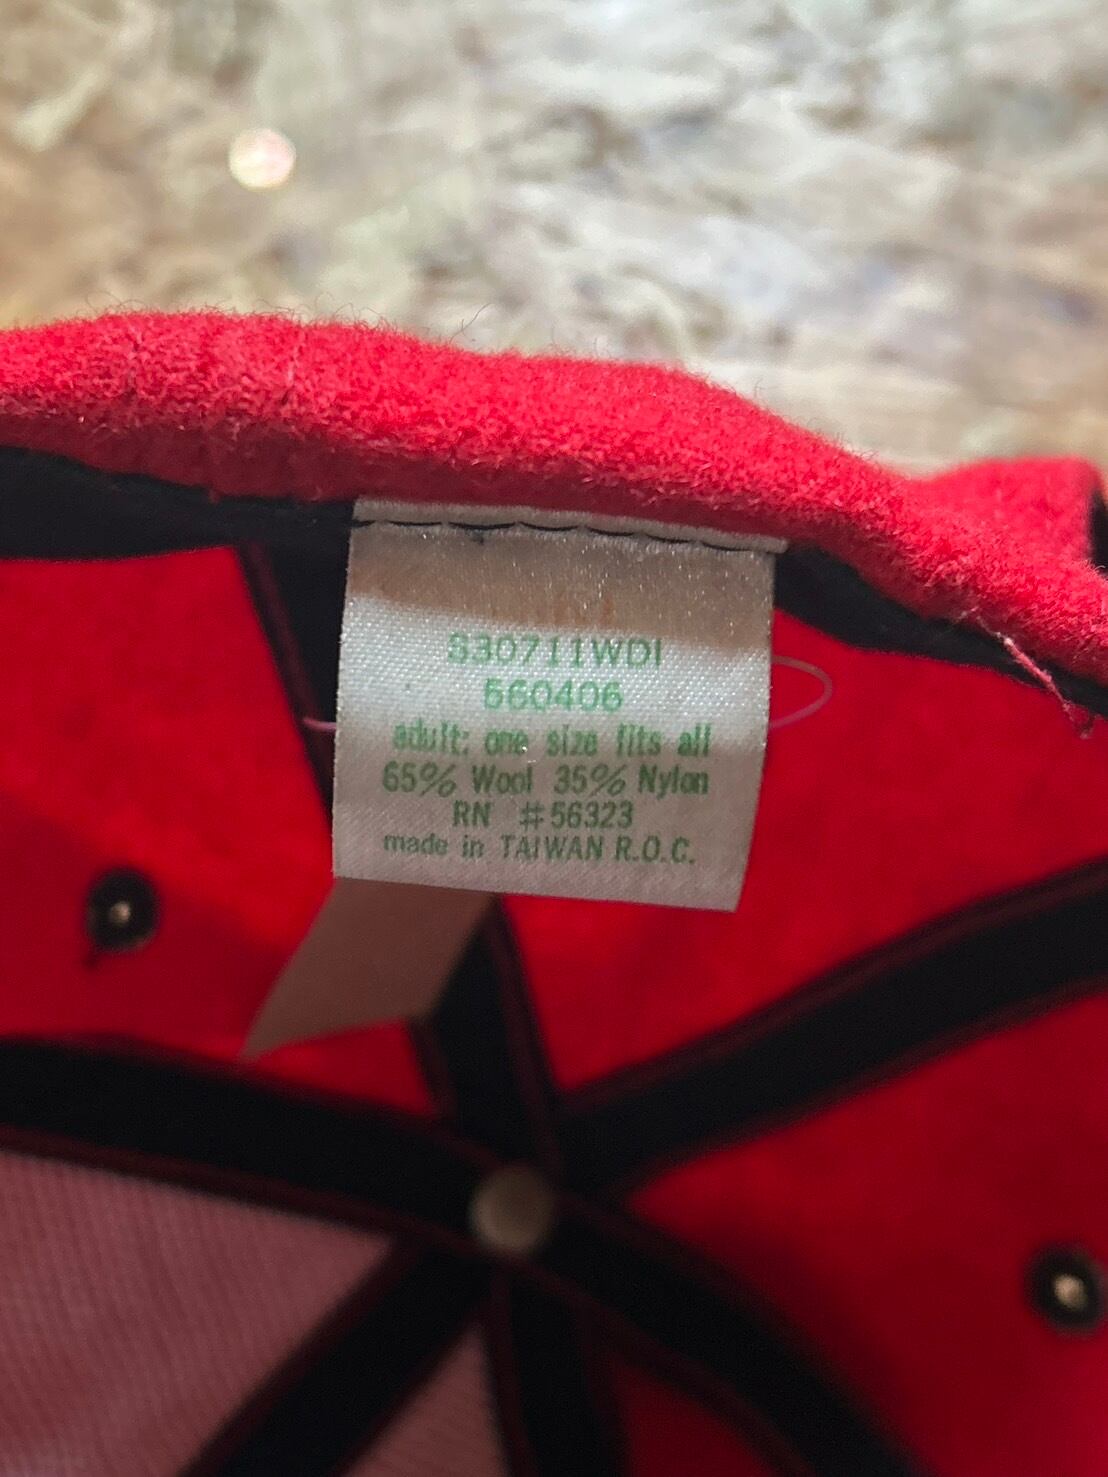 S30711WDI
560406
adult: one size fits all
65% Wool 35% Nylon
RN #56323
made in TAIWAN R.O.C.